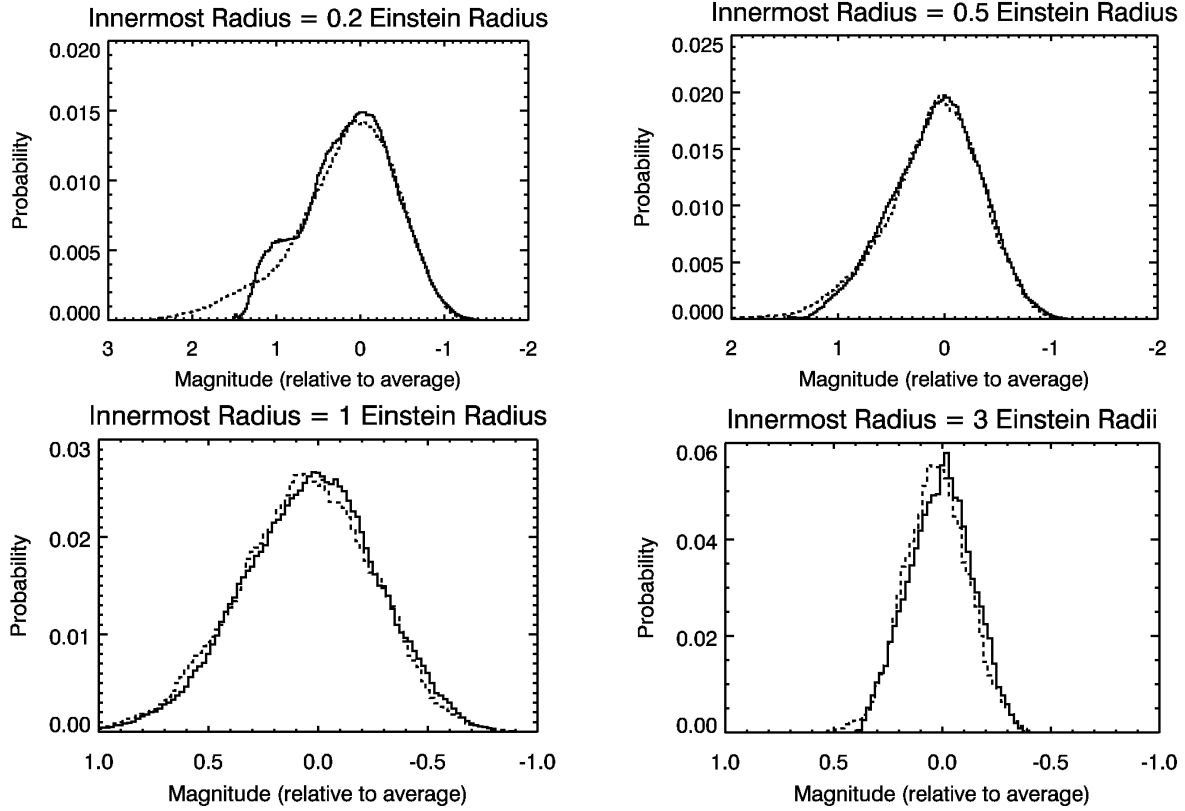 Innermost Radius = 0.2 Einstein Radius
0.020
0.015
0.010
0.005
0.000
Probability
3 2 1 0 -1 -2
Magnitude (relative to average)
Innermost Radius = 0.5 Einstein Radius
0.025
0.020
0.015
0.010
0.005
0.000
Probability
2 1 0 -1 -2
Magnitude (relative to average)
Innermost Radius = 1 Einstein Radius
0.03
0.02
0.01
0.00
Probability
1.0 0.5 0.0 -0.5 -1.0
Magnitude (relative to average)
Innermost Radius = 3 Einstein Radii
0.06
0.04
0.02
0.00
Probability
1.0 0.5 0.0 -0.5 -1.0
Magnitude (relative to average)